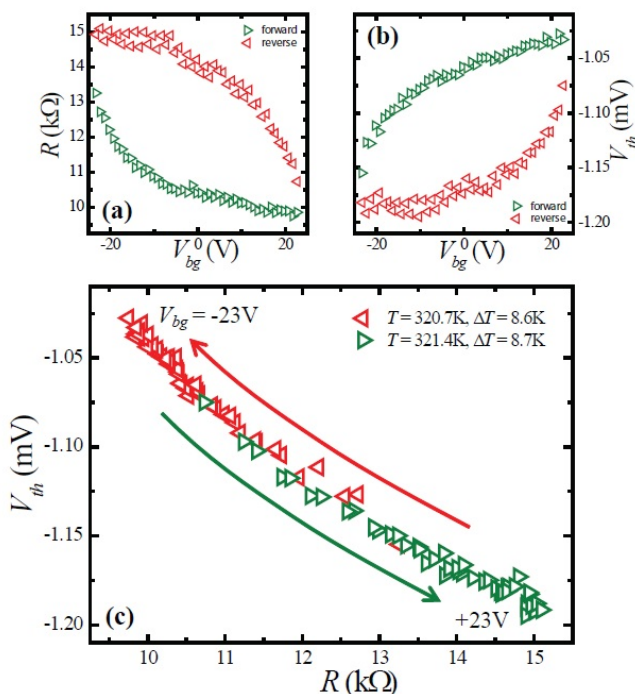 15
14
13
12
11
10
R (kΩ)
-20
0
20
V_bg (V)
(a)
forward
reverse
(b)
-1.05
-1.10
-1.15
-1.20
V_th (mV)
-20
0
20
V_bg (V)
forward
reverse
V_bg = -23V
T = 320.7K, ΔT = 8.6K
T = 321.4K, ΔT = 8.7K
-1.05
-1.10
-1.15
-1.20
V_th (mV)
(c)
+23V
10
11
12
13
14
15
R (kΩ)